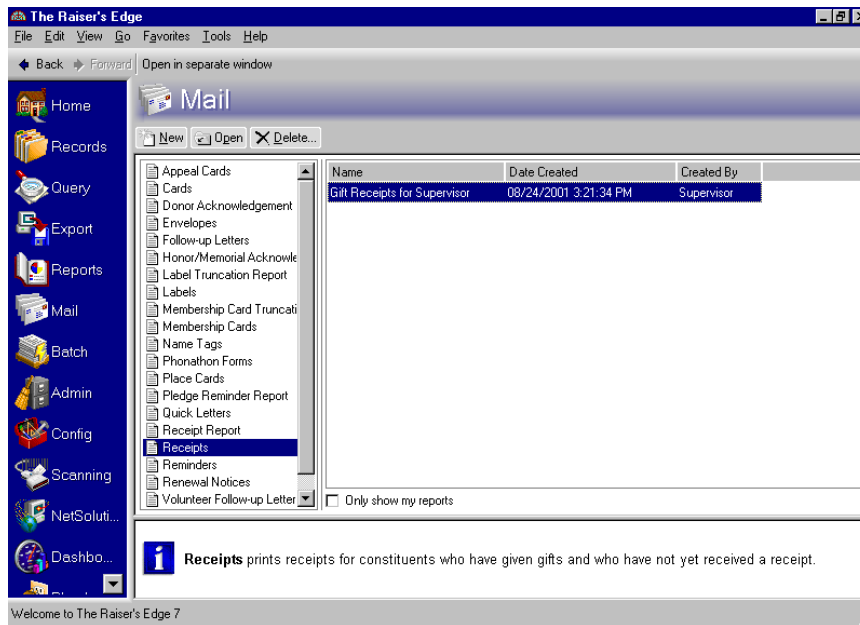 The Raiser's Edge
File Edit View Go Favorites Tools Help
Back Forward Open in separate window
Mail
New Open Delete...
Home
Records
Query
Export
Reports
Mail
Batch
Admin
Config
Scanning
NetSoluti...
Dashbo...
Appeal Cards
Cards
Donor Acknowledgement
Envelopes
Follow-up Letters
Honor/Memorial Acknowle
Label Truncation Report
Labels
Membership Card Truncati
Membership Cards
Name Tags
Phonathon Forms
Place Cards
Pledge Reminder Report
Quick Letters
Receipt Report
Receipts
Reminders
Renewal Notices
Volunteer Follow-up Letter
Name Date Created Created By
Gift Receipts for Supervisor 08/24/2001 3:21:34 PM Supervisor
Only show my reports
Receipts prints receipts for constituents who have given gifts and who have not yet received a receipt.
Welcome to The Raiser's Edge 7